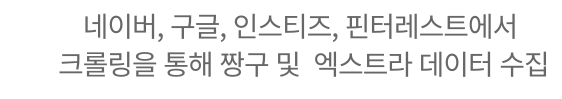 네이버, 구글, 인스티즈, 핀터레스트에서
크롤링을 통해 짱구 및 엑스트라 데이터 수집